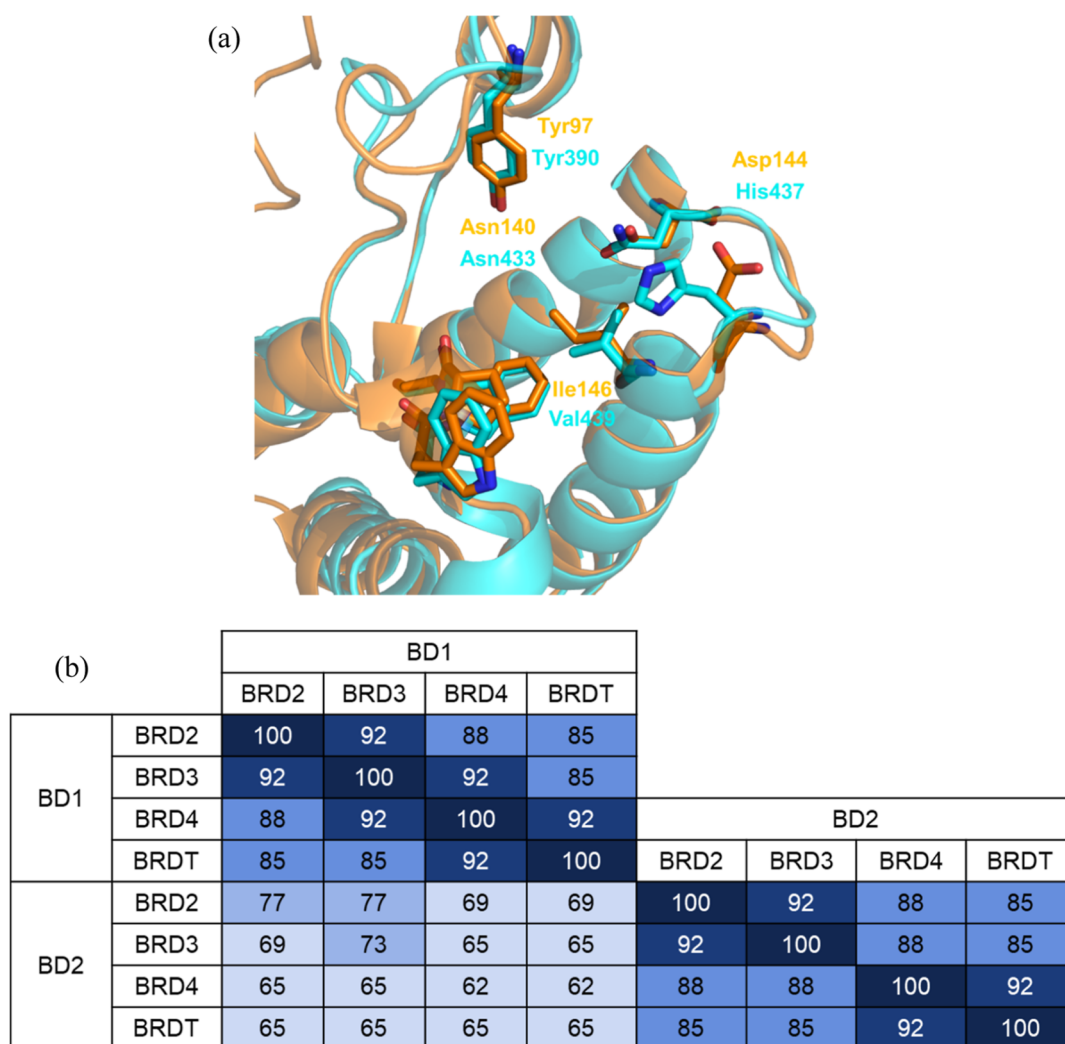 (a)
Tyr97
Tyr390
Asp144
His437
Asn140
Asn433
Ile146
Val439
(b)
BD1
BRD2 BRD3 BRD4 BRDT
BD1 BRD2 100 92 88 85
BRD3 92 100 92 85
BRD4 88 92 100 92 BD2
BRDT 85 85 92 100 BRD2 BRD3 BRD4 BRDT
BD2 BRD2 77 77 69 69 100 92 88 85
BRD3 69 73 65 65 92 100 88 85
BRD4 65 65 62 62 88 88 100 92
BRDT 65 65 65 65 85 85 92 100